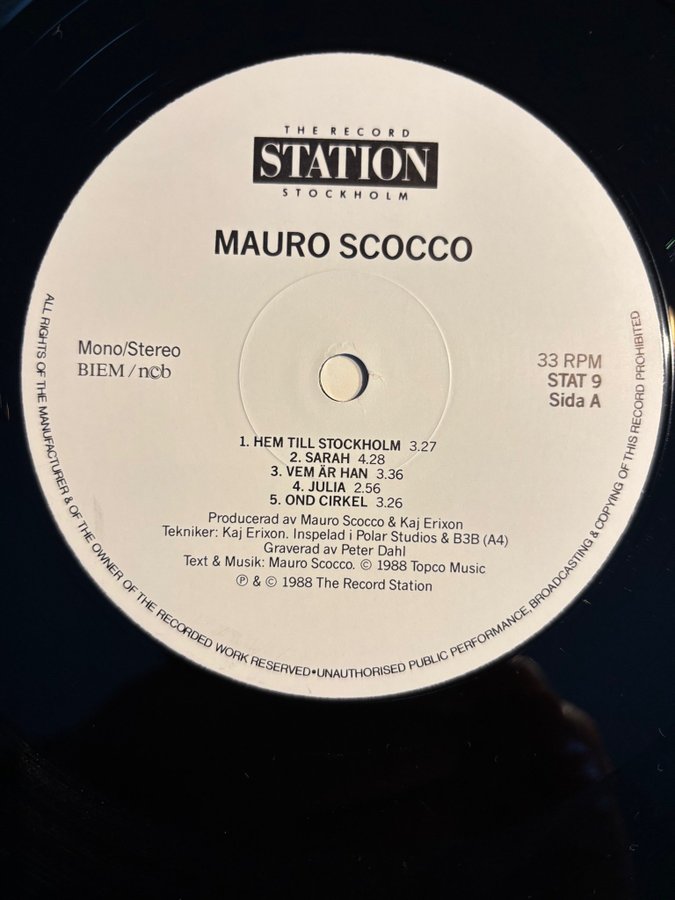 THE RECORD
STATION
STOCKHOLM
MAURO SCOCCO
Mono/Stereo
BIEM/n©b
33 RPM
STAT 9
Sida A
1. HEM TILL STOCKHOLM 3.27
2. SARAH 4.28
3. VEM ÄR HAN 3.36
4. JULIA 2.56
5. OND CIRKEL 3.26
Producerad av Mauro Scocco & Kaj Erixon
Tekniker: Kaj Erixon. Inspelad i Polar Studios & B3B (A4)
Graverad av Peter Dahl
Text & Musik: Mauro Scocco. © 1988 Topco Music
℗ & © 1988 The Record Station
ALL RIGHTS OF THE MANUFACTURER & OF THE OWNER OF THE RECORDED WORK RESERVED•UNAUTHORISED PUBLIC PERFORMANCE, BROADCASTING & COPYING OF THIS RECORD PROHIBITED